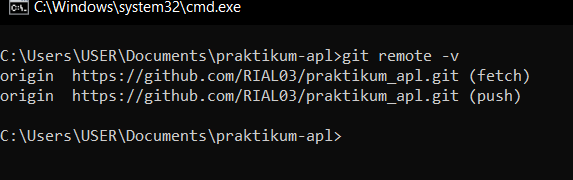 C:\Windows\system32\cmd.exe
C:\Users\USER\Documents\praktikum-apl>git remote -v
origin  https://github.com/RIAL03/praktikum_apl.git (fetch)
origin  https://github.com/RIAL03/praktikum_apl.git (push)
C:\Users\USER\Documents\praktikum-apl>